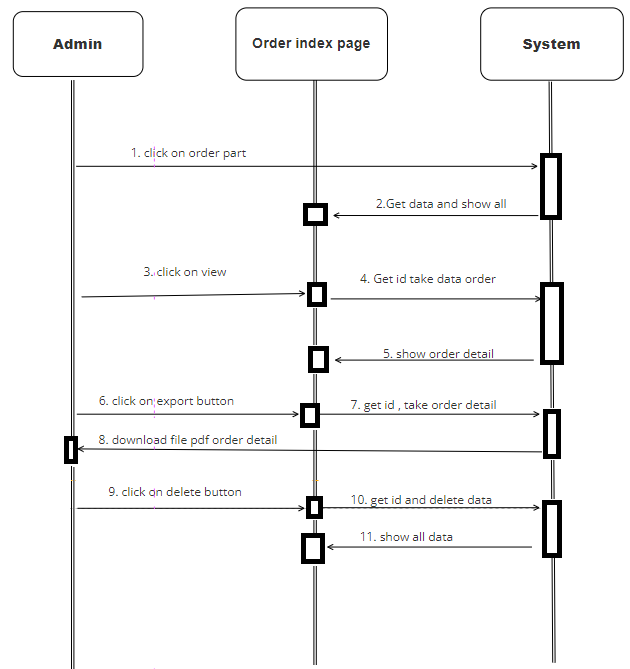 Admin
Order index page
System
1. click on order part
2.Get data and show all
3. click on view
4. Get id take data order
5. show order detail
6. click on export button
7. get id , take order detail
8. download file pdf order detail
9. click on delete button
10. get id and delete data
11. show all data